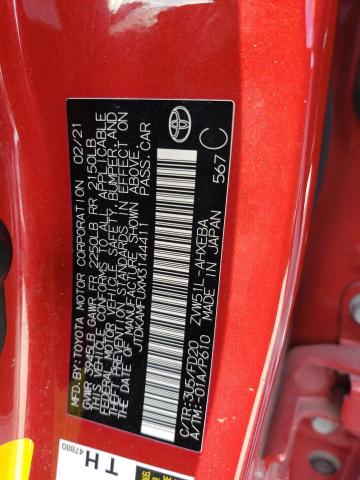 MFD.BY:TOYOTA MOTOR CORPORATION 02/21
GVWR 3945LB GAWR FR 2250LB RR 2150LB
THIS VEHICLE CONFORMS TO ALL APPLICABLE
FEDERAL MOTOR VEHICLE SAFETY, BUMPER, AND
THEFT PREVENTION STANDARDS IN EFFECT ON
THE DATE OF MANUFACTURE SHOWN ABOVE.
JTDKAMFUXM3144411 PASS.CAR
C/TR:3U5/FD20 ZVW51L-AHXEBA
A/TM:-01A/P610 MADE IN JAPAN 567 C
TH 47880